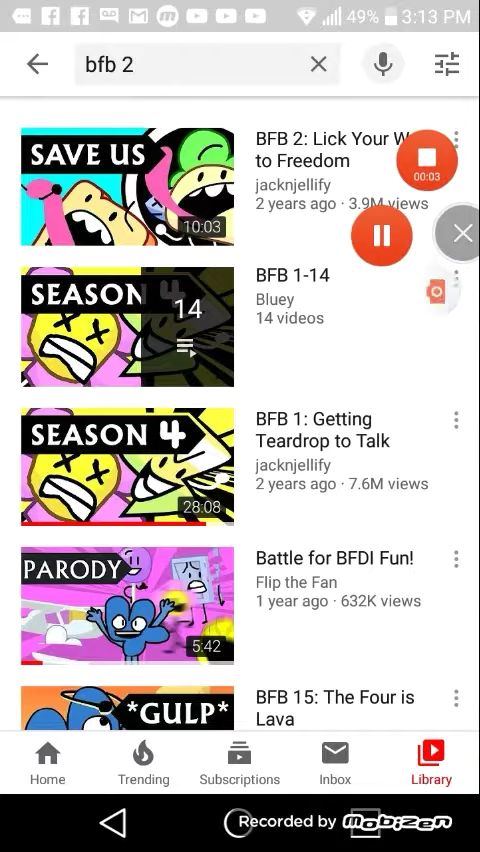 49% 3:13 PM
bfb 2
SAVE US
10:03
BFB 2: Lick Your W
to Freedom
jacknjellify
2 years ago · 3.9M views
00:03
SEASON 4
14
BFB 1-14
Bluey
14 videos
SEASON 4
28:08
BFB 1: Getting
Teardrop to Talk
jacknjellify
2 years ago · 7.6M views
PARODY
5:42
Battle for BFDI Fun!
Flip the Fan
1 year ago · 632K views
*GULP*
BFB 15: The Four is
Lava
Home Trending Subscriptions Inbox Library
Recorded by Mobizen